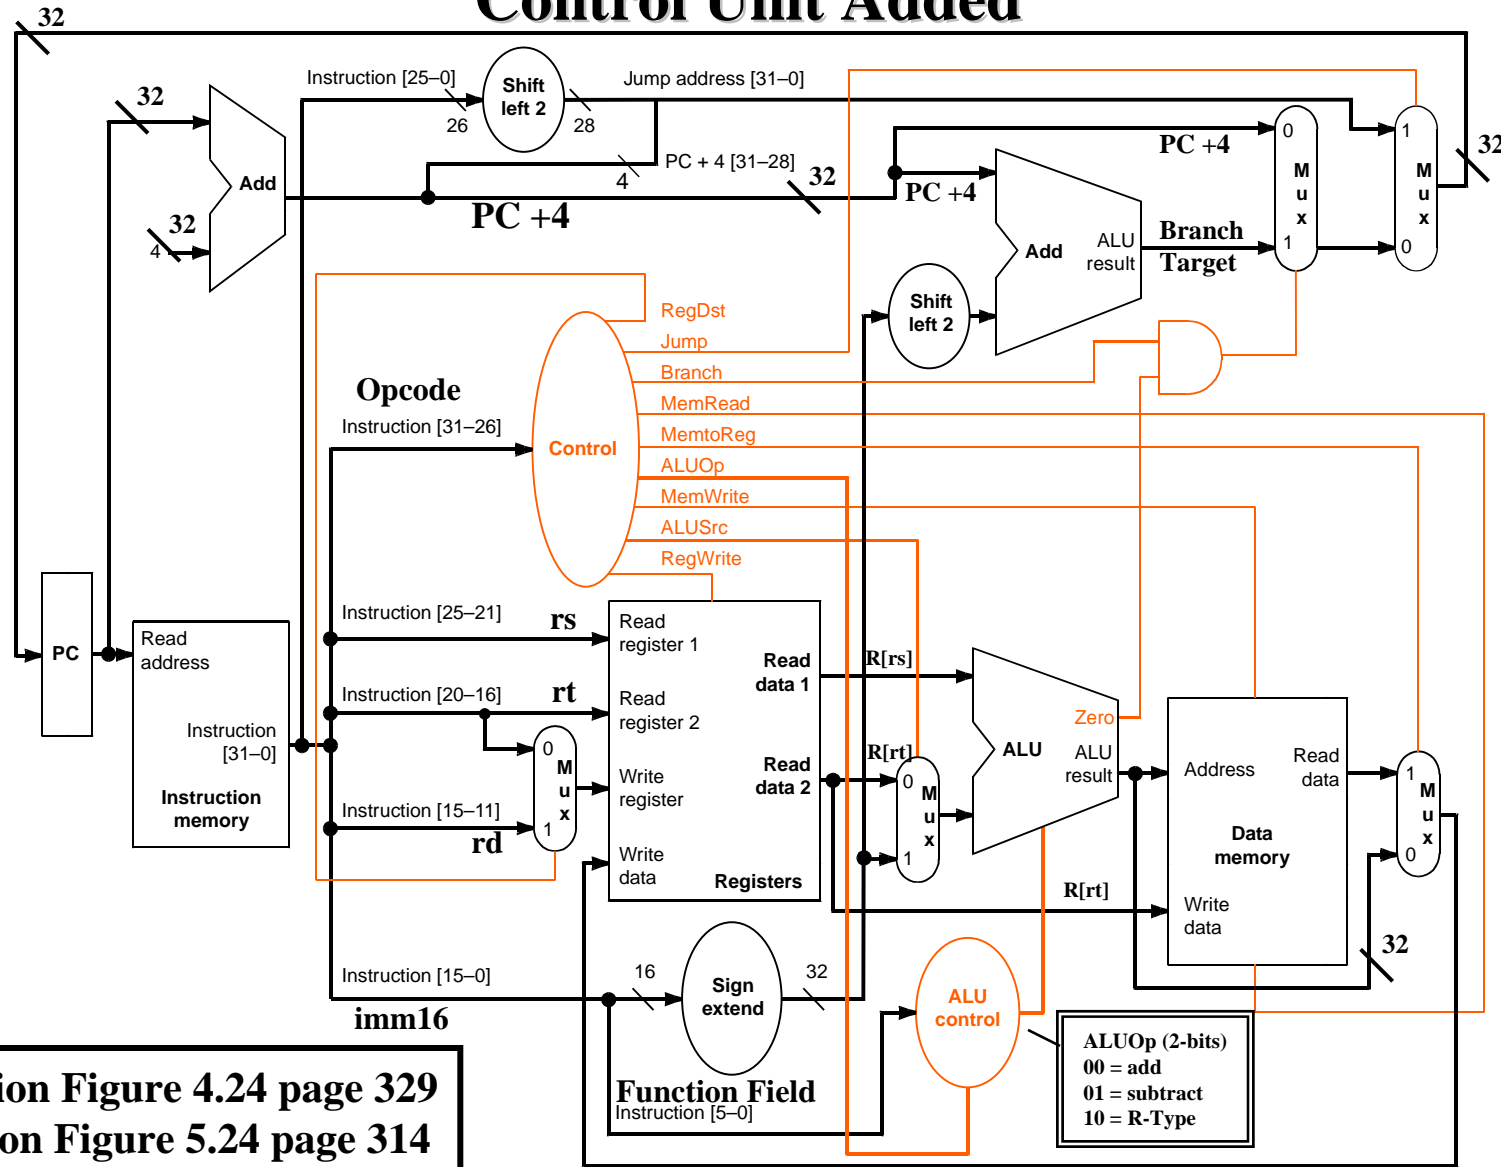 Control Unit Added
32
Instruction [25–0]
Shift
left 2
Jump address [31–0]
26
28
32
Add
PC + 4 [31–28]
4
32
PC +4
32
4
PC +4
PC +4
0
M
u
x
1
1
M
u
x
0
32
Add
ALU
result
Branch
Target
Shift
left 2
RegDst
Jump
Branch
MemRead
MemtoReg
ALUOp
MemWrite
ALUSrc
RegWrite
Control
Opcode
Instruction [31–26]
PC
Read
address
Instruction
[31–0]
Instruction
memory
Instruction [25–21]
rs
Instruction [20–16]
rt
0
M
u
x
1
Instruction [15–11]
rd
Read
register 1
Read
register 2
Write
register
Write
data
Read
data 1
Read
data 2
Registers
R[rs]
R[rt]
0
M
u
x
1
Zero
ALU
ALU
result
Address
Read
data
Data
memory
Write
data
1
M
u
x
0
R[rt]
32
Instruction [15–0]
imm16
16
Sign
extend
32
ALU
control
Function Field
Instruction [5–0]
ALUOp (2-bits)
00 = add
01 = subtract
10 = R-Type
ion Figure 4.24 page 329
on Figure 5.24 page 314